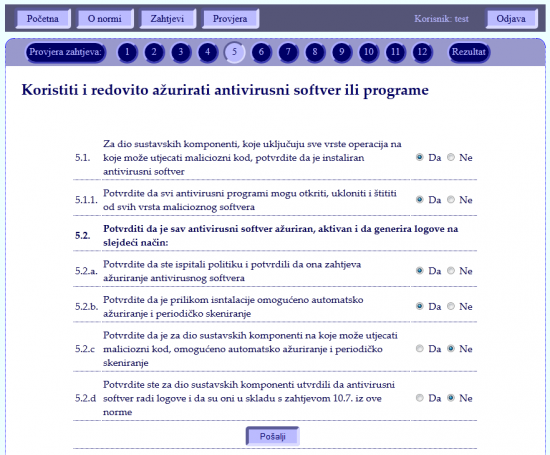 Početna O normi Zahtjevi Provjera Korisnik: test Odjava
Provjera zahtjeva: 1 2 3 4 5 6 7 8 9 10 11 12 Rezultat
Koristiti i redovito ažurirati antivirusni softver ili programe
Za dio sustavskih komponenti, koje uključuju sve vrste operacija na
5.1. koje može utjecati maliciozni kod, potvrdite da je instaliran Da Ne
antivirusni softver
5.1.1. Potvrdite da svi antivirusni programi mogu otkriti, ukloniti i štititi Da Ne
od svih vrsta malicioznog softvera
5.2. Potvrditi da je sav antivirusni softver ažuriran, aktivan i da generira logove na
slejdeći način:
5.2.a. Potvrdite da ste ispitali politiku i potvrdili da ona zahtjeva Da Ne
ažuriranje antivirusnog softvera
5.2.b. Potvrdite da je prilikom isntalacije omogućeno automatsko Da Ne
ažuriranje i periodičko skeniranje
Potvrdite da je za dio sustavskih komponenti na koje može utjecati
5.2.c maliciozni kod, omogućeno automatsko ažuriranje i periodičko Da Ne
skeniranje
Potvrdite ste za dio sustavskih komponenti utvrdili da antivirusni
5.2.d softver radi logove i da su oni u skladu s zahtjevom 10.7. iz ove Da Ne
norme
Pošalji